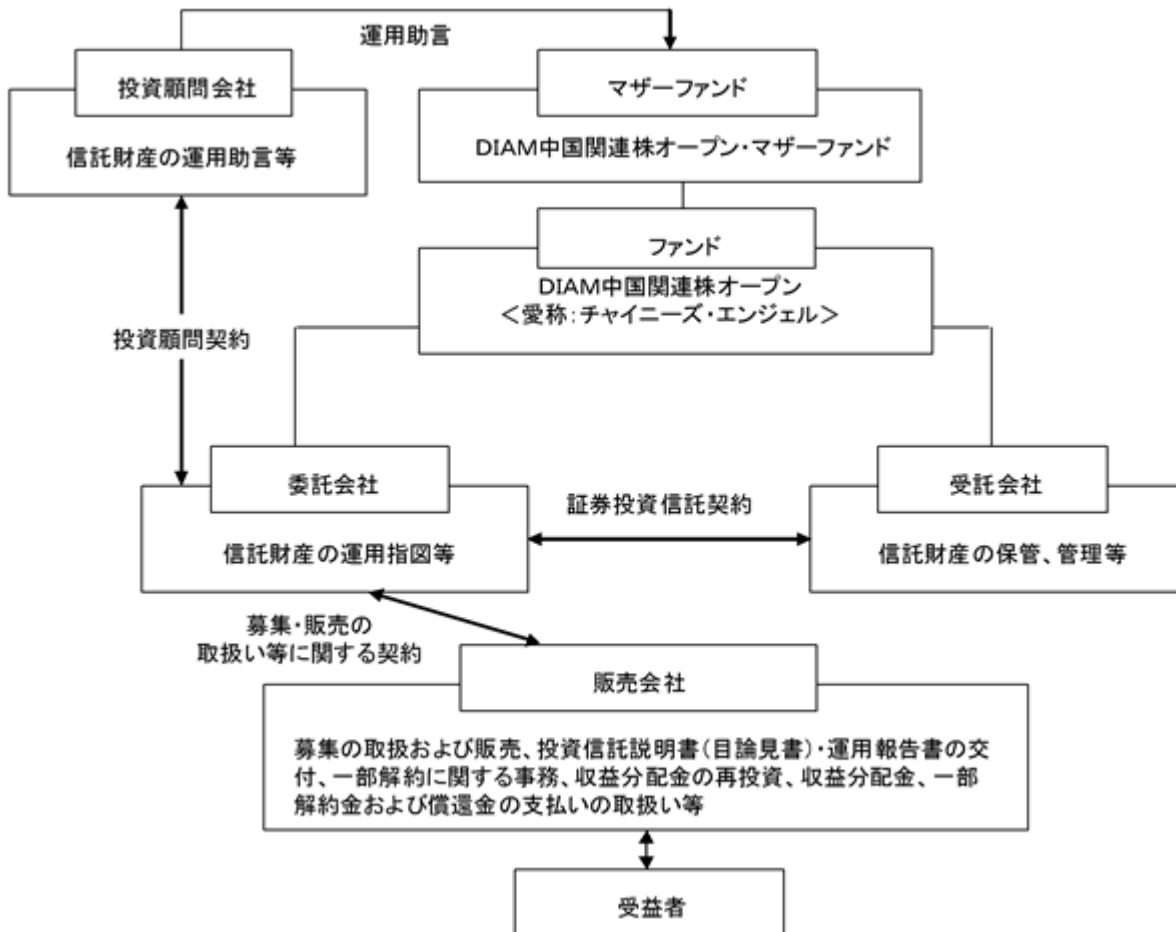 運用助言
投資顧問会社
マザーファンド
信託財産の運用助言等
DIAM中国関連株オープン・マザーファンド
ファンド
DIAM中国関連株オープン
＜愛称：チャイニーズ・エンジェル＞
投資顧問契約
委託会社
受託会社
証券投資信託契約
信託財産の運用指図等
信託財産の保管、管理等
募集・販売の
取扱い等に関する契約
販売会社
募集の取扱および販売、投資信託説明書（目論見書）・運用報告書の交
付、一部解約に関する事務、収益分配金の再投資、収益分配金、一部
解約金および償還金の支払いの取扱い等
受益者